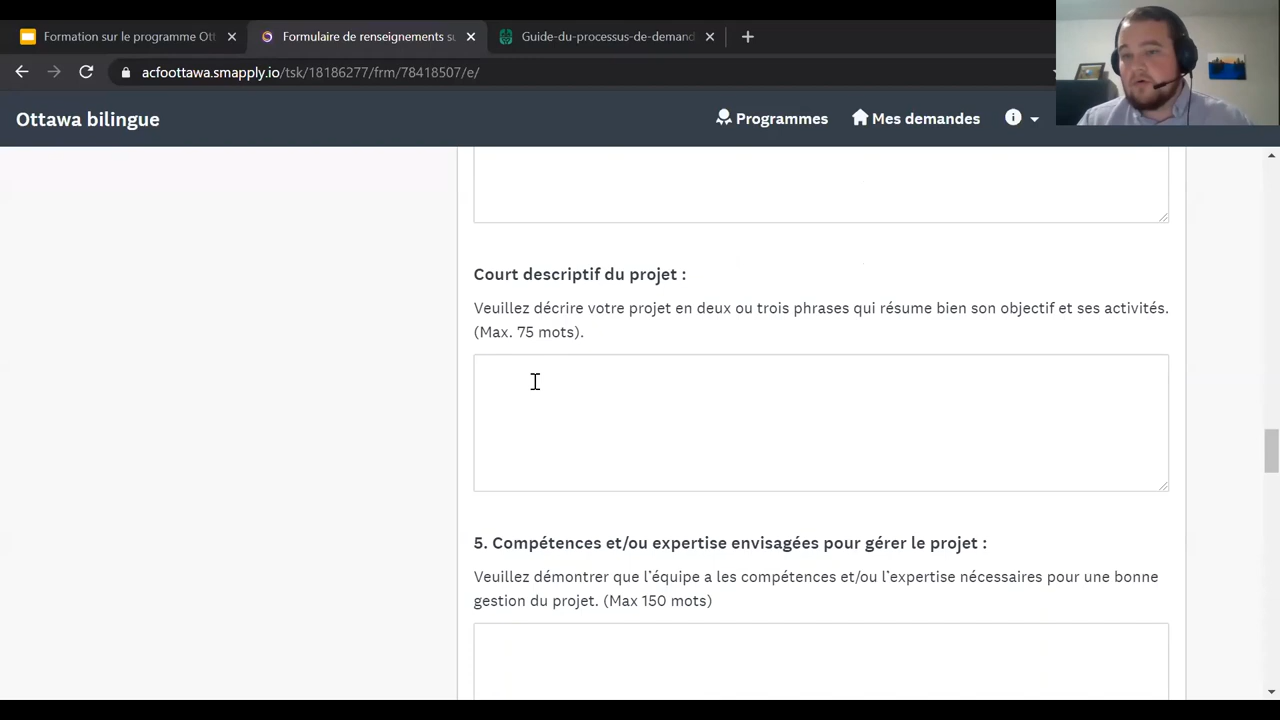 Formation sur le programme Ott
Formulaire de renseignements su
Guide-du-processus-de-demand
acfoottawa.smapply.io/tsk/18186277/frm/78418507/e/
Ottawa bilingue
Programmes
Mes demandes
Court descriptif du projet :
Veuillez décrire votre projet en deux ou trois phrases qui résume bien son objectif et ses activités.
(Max. 75 mots).
5. Compétences et/ou expertise envisagées pour gérer le projet :
Veuillez démontrer que l'équipe a les compétences et/ou l'expertise nécessaires pour une bonne
gestion du projet. (Max 150 mots)